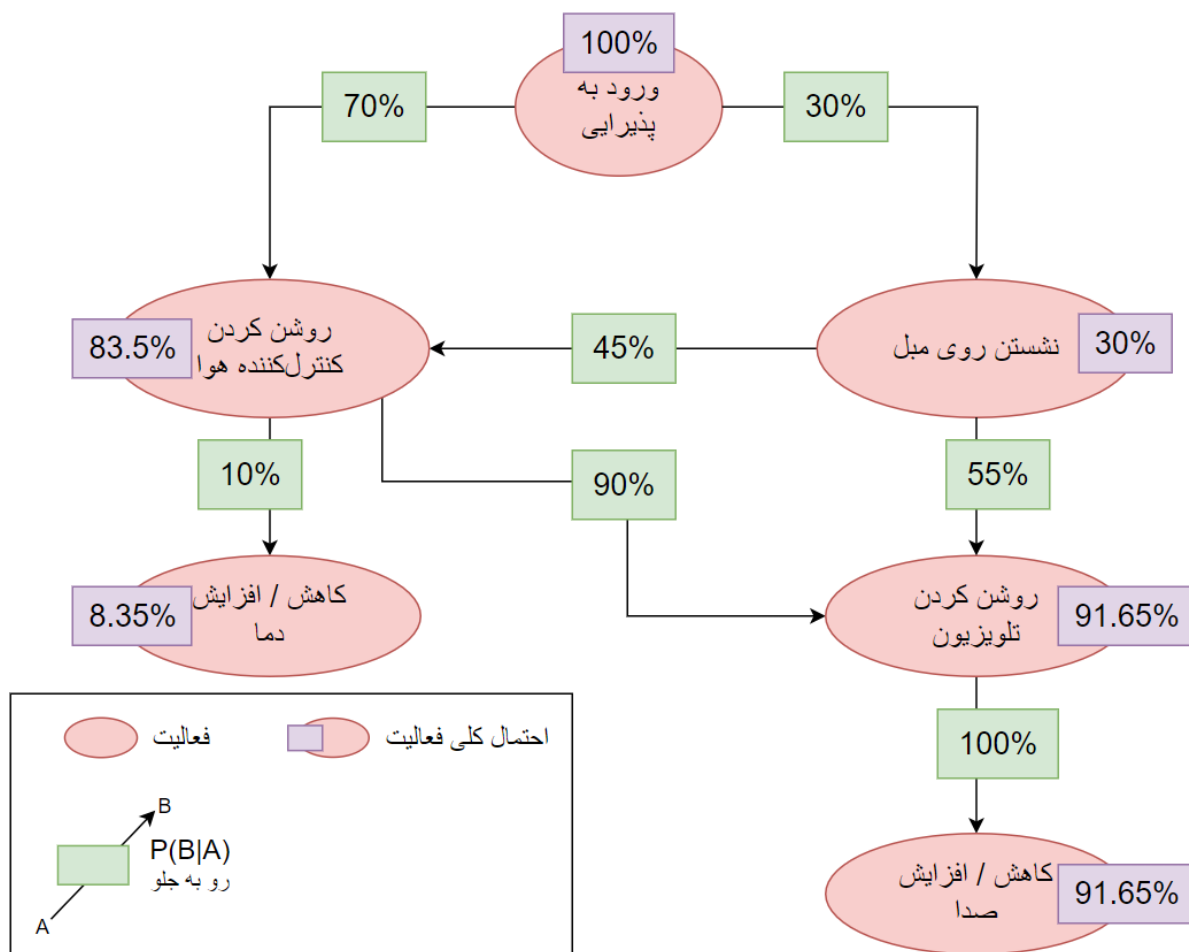 100%
ورود به
پذیرایی
70%
30%
روشن کردن
کنترل‌کننده هوا
83.5%
45%
نشستن روی مبل
30%
10%
90%
55%
کاهش / افزایش
دما
8.35%
روشن کردن
تلویزیون
91.65%
100%
کاهش / افزایش
صدا
91.65%
فعالیت
احتمال کلی فعالیت
B
P(B|A)
رو به جلو
A